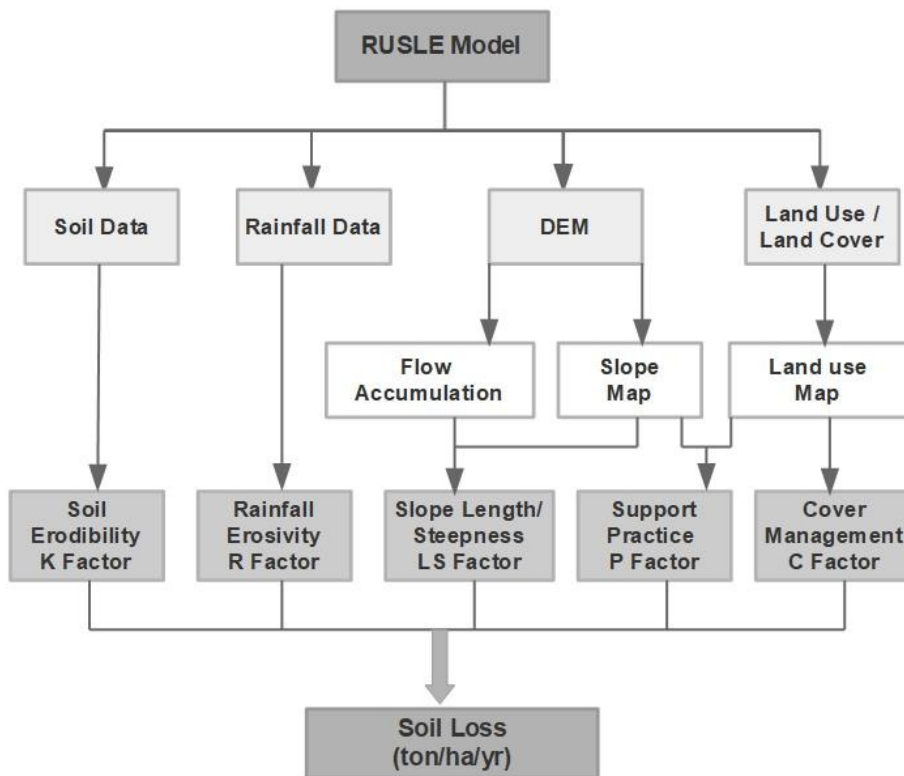 RUSLE Model
Soil Data
Rainfall Data
DEM
Land Use /
Land Cover
Flow
Accumulation
Slope
Map
Land use
Map
Soil
Erodibility
K Factor
Rainfall
Erosivity
R Factor
Slope Length/
Steepness
LS Factor
Support
Practice
P Factor
Cover
Management
C Factor
Soil Loss
(ton/ha/yr)